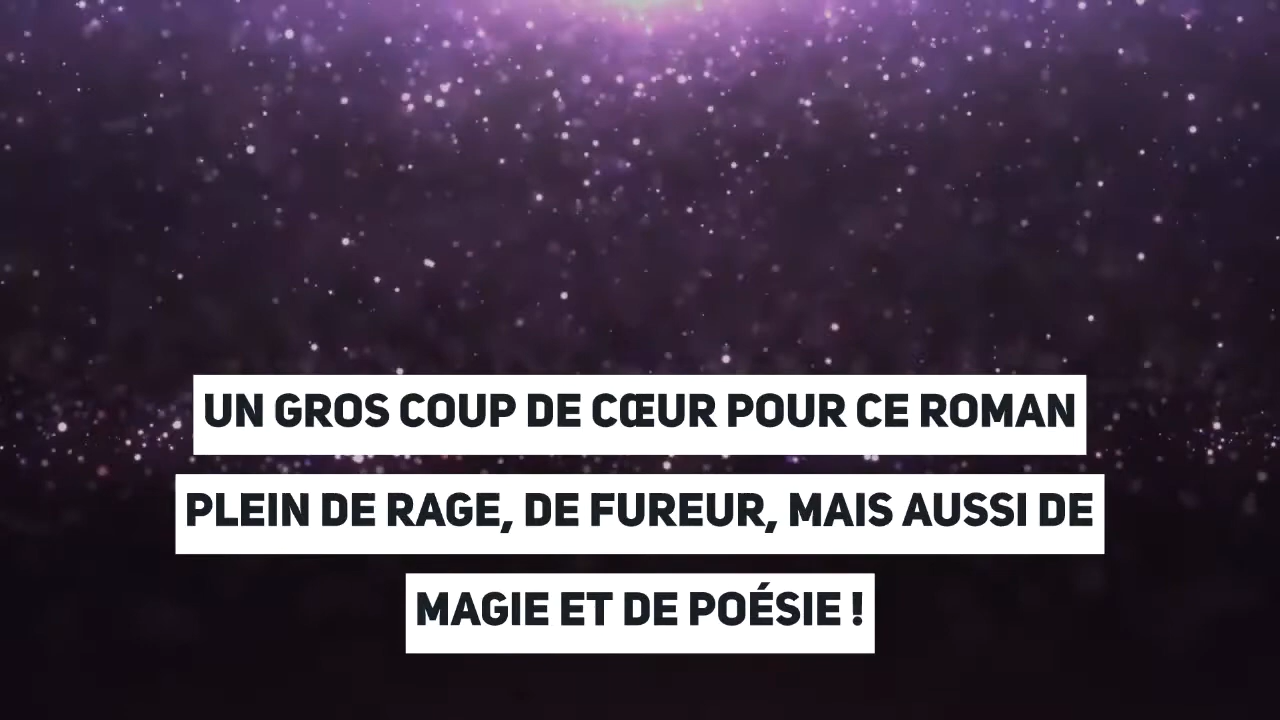 UN GROS COUP DE CŒUR POUR CE ROMAN
PLEIN DE RAGE, DE FUREUR, MAIS AUSSI DE
MAGIE ET DE POÉSIE !